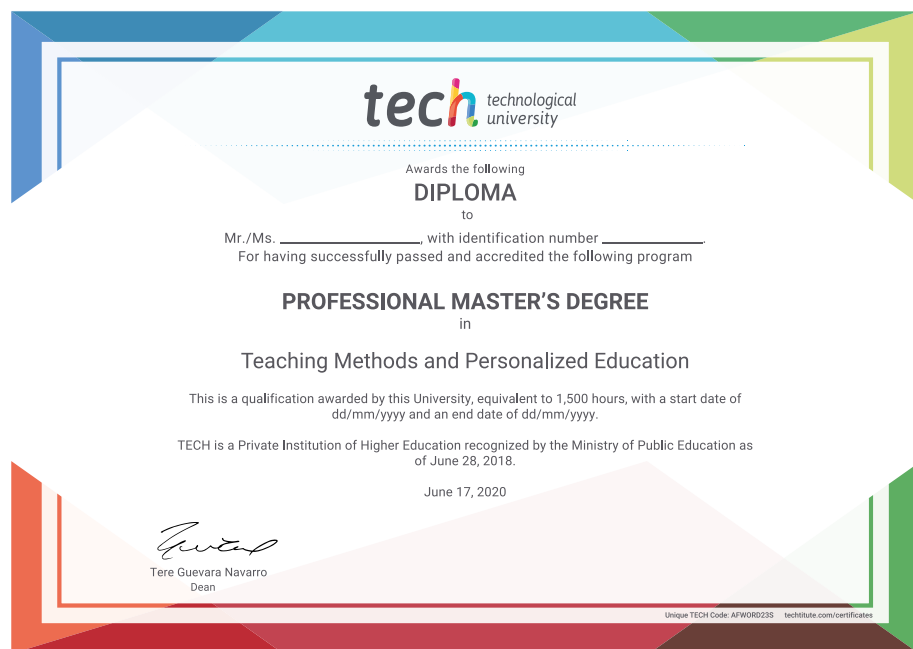 tech technological
university
Awards the following
DIPLOMA
to
Mr./Ms. ____________________, with identification number ______________.
For having successfully passed and accredited the following program
PROFESSIONAL MASTER'S DEGREE
in
Teaching Methods and Personalized Education
This is a qualification awarded by this University, equivalent to 1,500 hours, with a start date of
dd/mm/yyyy and an end date of dd/mm/yyyy.
TECH is a Private Institution of Higher Education recognized by the Ministry of Public Education as
of June 28, 2018.
June 17, 2020
Tere Guevara Navarro
Dean
Unique TECH Code: AFWORD23S techtitute.com/certificates